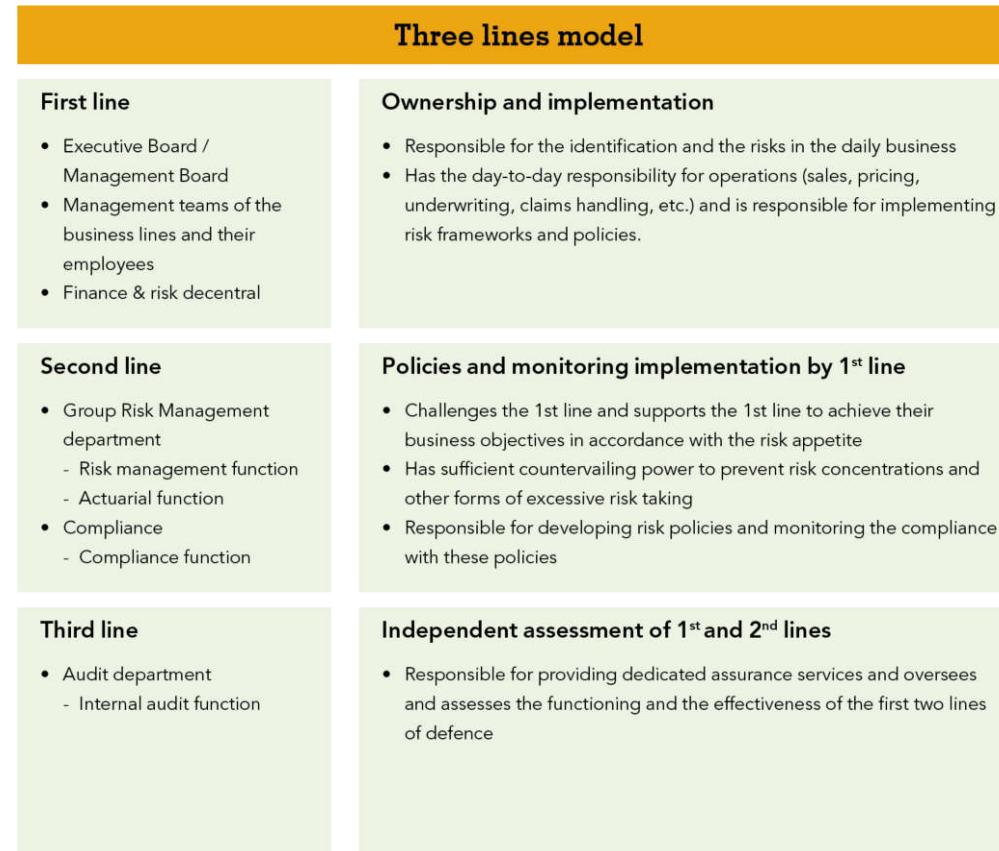 Three lines model
First line
• Executive Board /
Management Board
• Management teams of the
business lines and their
employees
• Finance & risk decentral
Ownership and implementation
• Responsible for the identification and the risks in the daily business
• Has the day-to-day responsibility for operations (sales, pricing,
underwriting, claims handling, etc.) and is responsible for implementing
risk frameworks and policies.
Second line
• Group Risk Management
department
- Risk management function
- Actuarial function
• Compliance
- Compliance function
Policies and monitoring implementation by 1st line
• Challenges the 1st line and supports the 1st line to achieve their
business objectives in accordance with the risk appetite
• Has sufficient countervailing power to prevent risk concentrations and
other forms of excessive risk taking
• Responsible for developing risk policies and monitoring the compliance
with these policies
Third line
• Audit department
- Internal audit function
Independent assessment of 1st and 2nd lines
• Responsible for providing dedicated assurance services and oversees
and assesses the functioning and the effectiveness of the first two lines
of defence